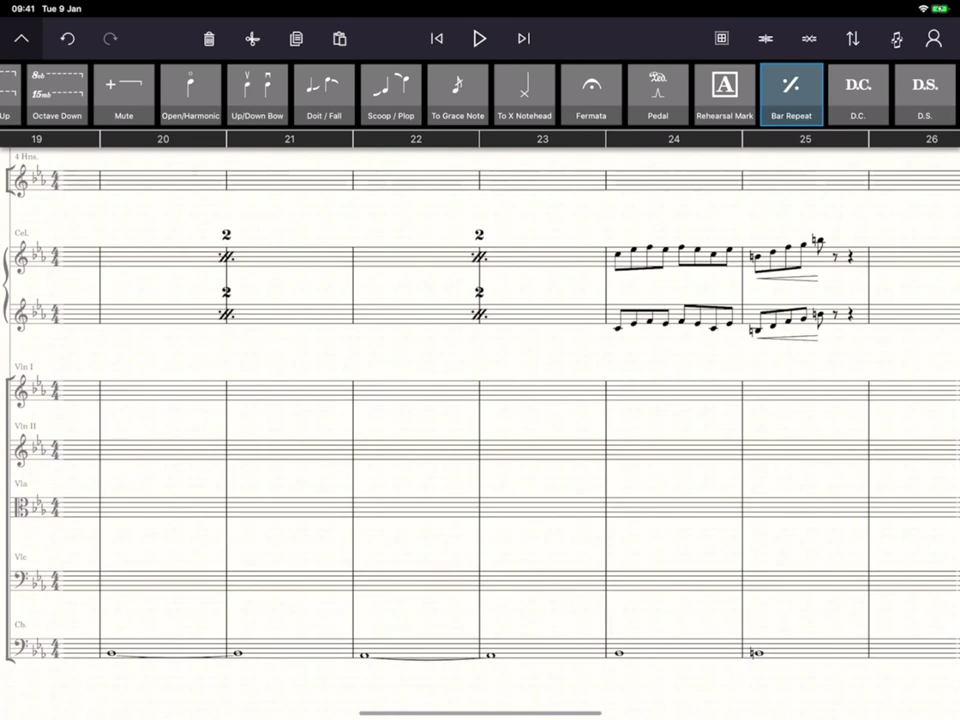 09:41 Tue 9 Jan
Up
8vb
15mb
Octave Down
Mute
Open/Harmonic
Up/Down Bow
Doit / Fall
Scoop / Plop
To Grace Note
To X Notehead
Fermata
Ped.
Pedal
A
Rehearsal Mark
Bar Repeat
D.C.
D.C.
D.S.
D.S.
19 20 21 22 23 24 25 26
4 Hns.
2 2
Cel.
2 2
Vln I
Vln II
Vla
Vlc
Cb.